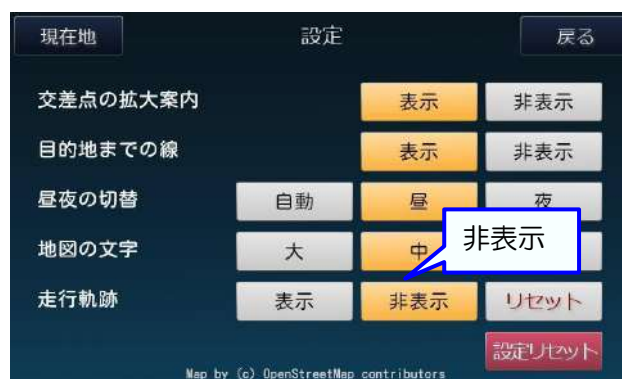 現在地 設定 戻る
交差点の拡大案内 表示 非表示
目的地までの線 表示 非表示
昼夜の切替 自動 昼 夜
地図の文字 大 中
非表示
走行軌跡 表示 非表示 リセット
設定リセット
Map by (c) OpenStreetMap contributors